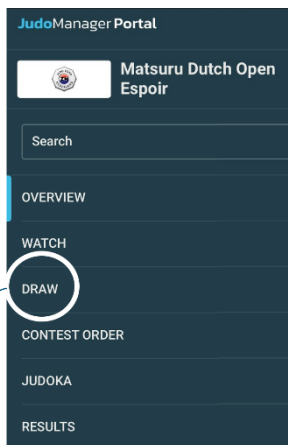 JudoManager Portal
Matsuru Dutch Open
Espoir
Search
OVERVIEW
WATCH
DRAW
CONTEST ORDER
JUDOKA
RESULTS